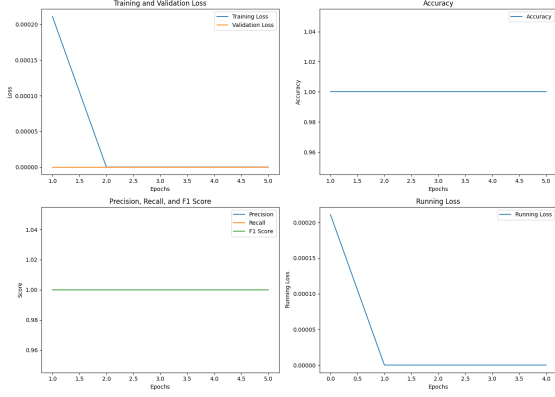 Training and Validation Loss
Training Loss
Validation Loss
0.00020
0.00015
0.00010
0.00005
0.00000
Loss
1.0 1.5 2.0 2.5 3.0 3.5 4.0 4.5 5.0
Epochs
Accuracy
Accuracy
1.04
1.02
1.00
0.98
0.96
Accuracy
1.0 1.5 2.0 2.5 3.0 3.5 4.0 4.5 5.0
Epochs
Precision, Recall, and F1 Score
Precision
Recall
F1 Score
1.04
1.02
1.00
0.98
0.96
Score
1.0 1.5 2.0 2.5 3.0 3.5 4.0 4.5 5.0
Epochs
Running Loss
Running Loss
0.00020
0.00015
0.00010
0.00005
0.00000
Running Loss
0.0 0.5 1.0 1.5 2.0 2.5 3.0 3.5 4.0
Epochs